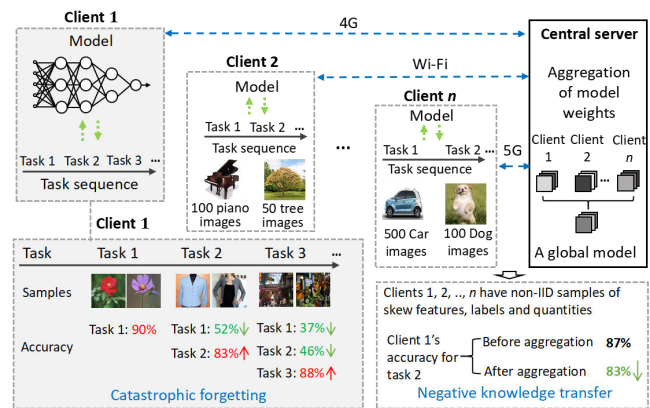 Client 1
Model
Task 1 Task 2 Task 3 ...
Task sequence
4G
Client 2
Model
Task 1 Task 2 ...
Task sequence
100 piano images
50 tree images
Wi-Fi
...
Client n
Model
Task 1 Task 2 ...
Task sequence
500 Car images
100 Dog images
5G
Central server
Aggregation
of model
weights
Client 1 Client 2 ... Client n
A global model
Client 1
Task Task 1 Task 2 Task 3 ...
Samples
Accuracy
Task 1: 90%
Task 1: 52%↓
Task 2: 83%↑
Task 1: 37%↓
Task 2: 46%↓
Task 3: 88%↑
Catastrophic forgetting
Clients 1, 2, .., n have non-IID samples of
skew features, labels and quantities
Client 1's
accuracy for
task 2
Before aggregation 87%
After aggregation 83%↓
Negative knowledge transfer